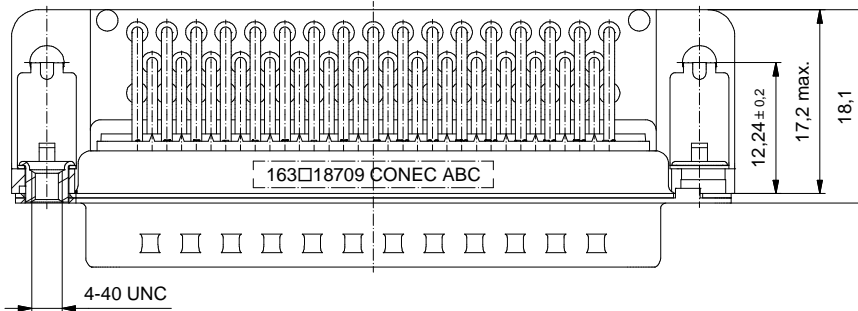 12,24 ± 0,2
17,2 max.
18,1
163□18709 CONEC ABC
4-40 UNC